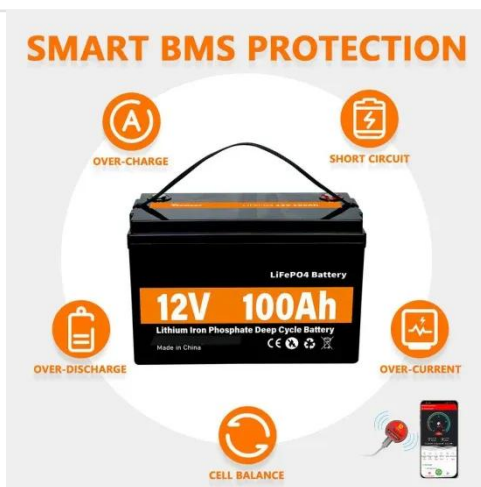 SMART BMS PROTECTION
OVER-CHARGE
SHORT CIRCUIT
LiFePO4 Battery
12V 100Ah
Lithium Iron Phosphate Deep Cycle Battery
Made in China
CE
OVER-DISCHARGE
OVER-CURRENT
CELL BALANCE